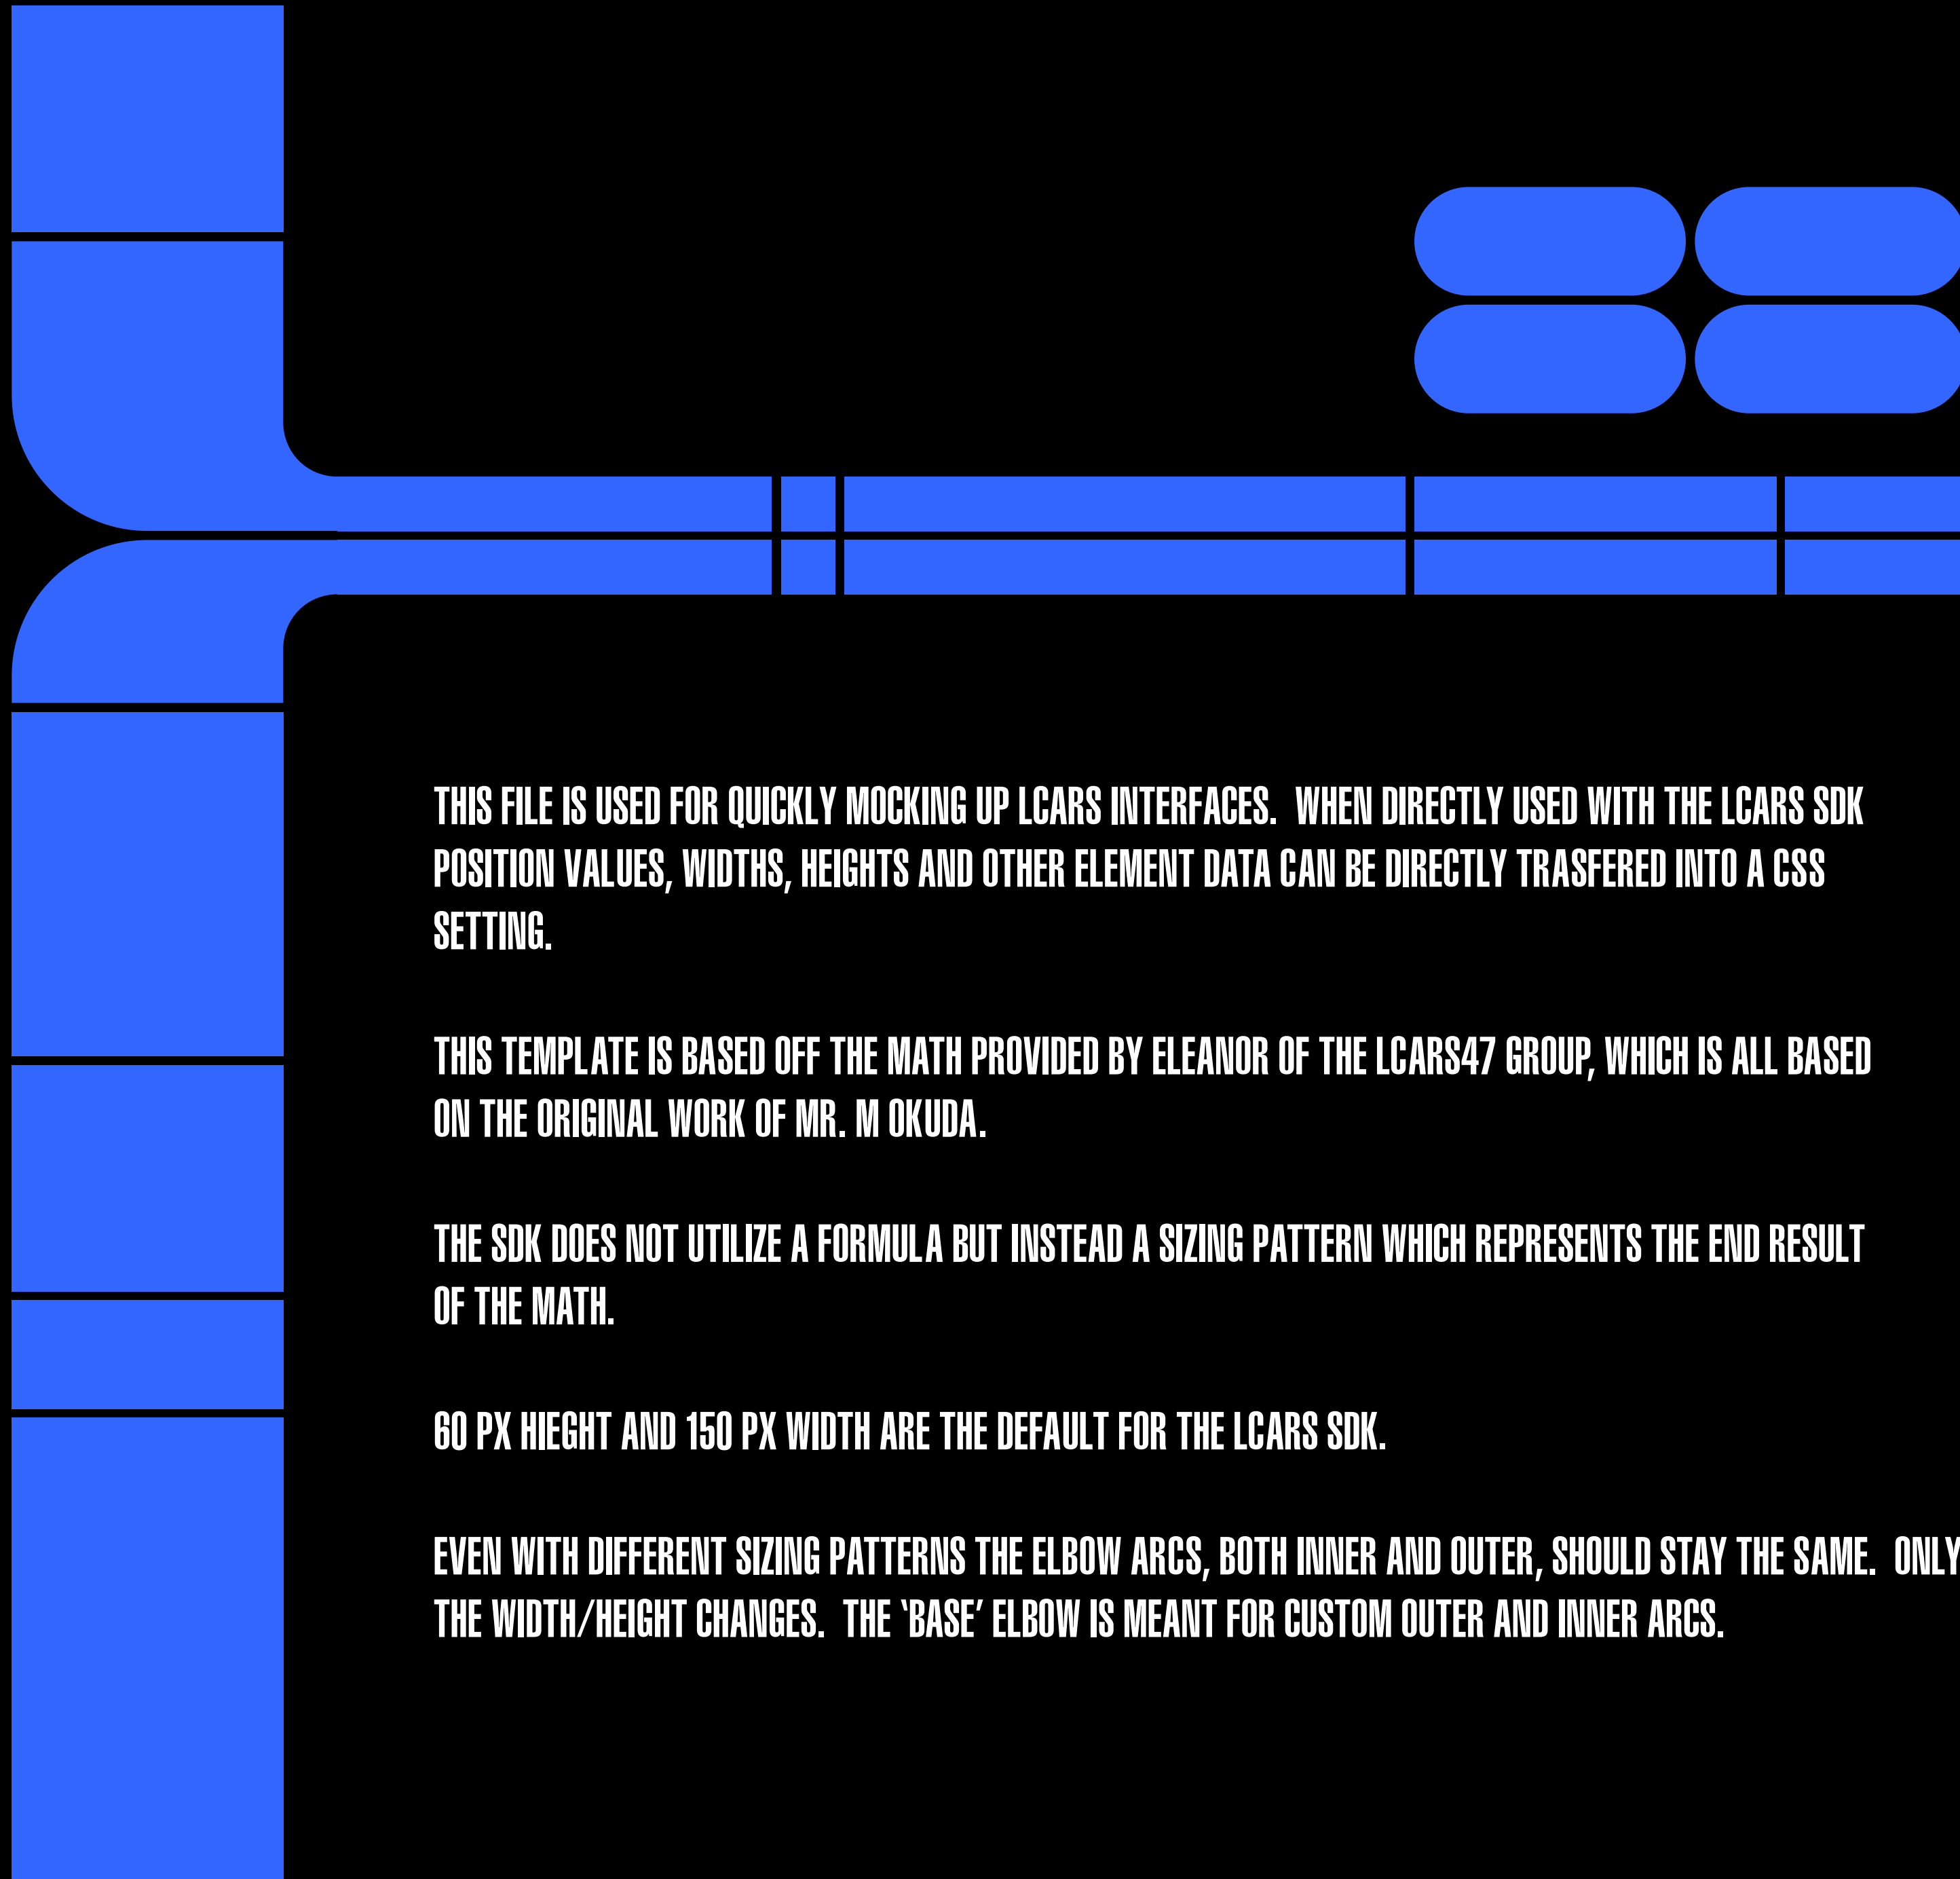 THIS FILE IS USED FOR QUICKLY MOCKING UP LCARS INTERFACES.  WHEN DIRECTLY USED WITH THE LCARS SDK
POSITION VALUES, WIDTHS, HEIGHTS AND OTHER ELEMENT DATA CAN BE DIRECTLY TRASFERED INTO A CSS
SETTING.
THIS TEMPLATE IS BASED OFF THE MATH PROVIDED BY ELEANOR OF THE LCARS47 GROUP, WHICH IS ALL BASED
ON THE ORIGINAL WORK OF MR. M OKUDA.
THE SDK DOES NOT UTILIZE A FORMULA BUT INSTEAD A SIZING PATTERN WHICH REPRESENTS THE END RESULT
OF THE MATH.
60 PX HIEGHT AND 150 PX WIDTH ARE THE DEFAULT FOR THE LCARS SDK.
EVEN WITH DIFFERENT SIZING PATTERNS THE ELBOW ARCS, BOTH INNER AND OUTER, SHOULD STAY THE SAME.  ONLY
THE WIDTH/HEIGHT CHANGES.  THE ‘BASE’ ELBOW IS MEANT FOR CUSTOM OUTER AND INNER ARCS.